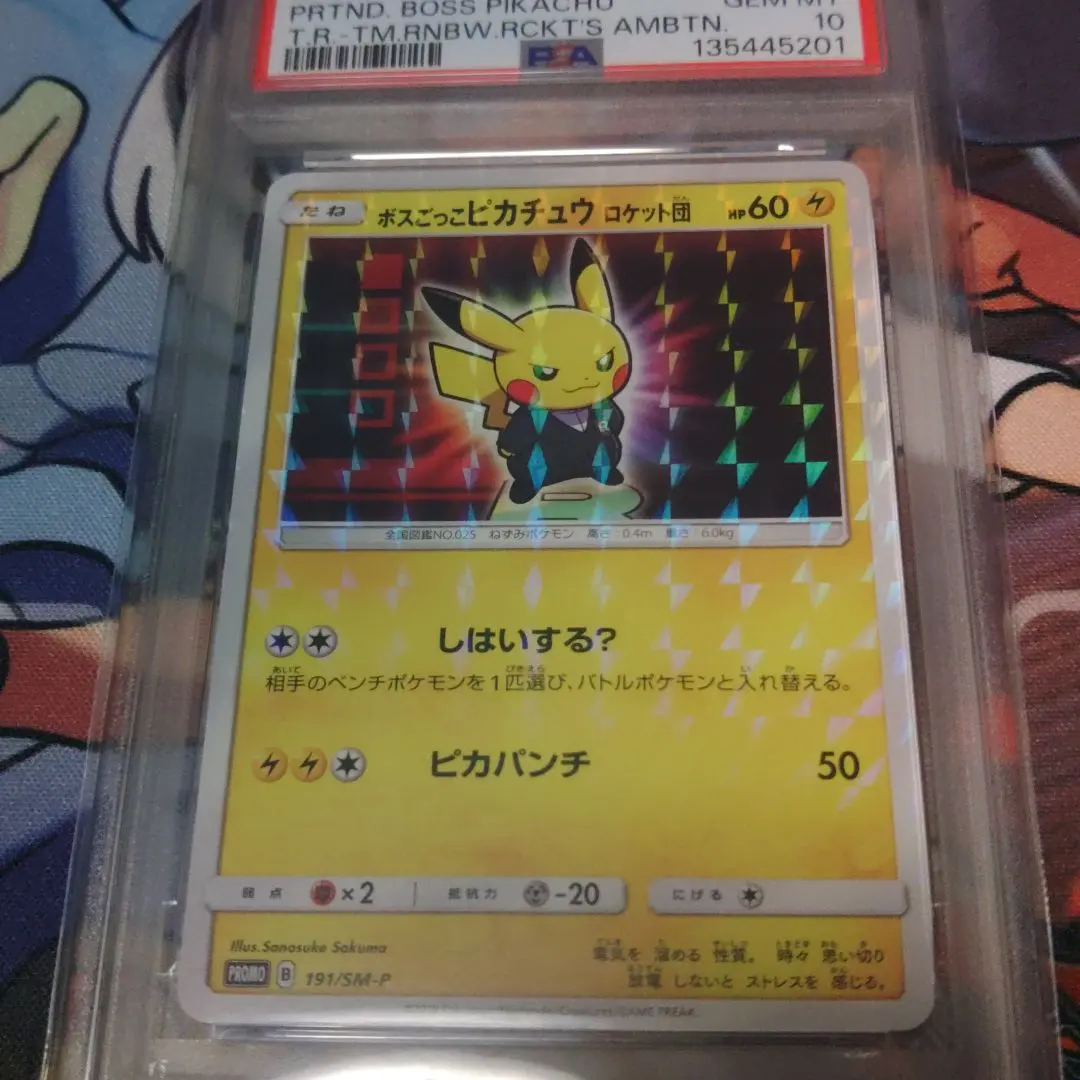 PRTND. BOSS PIKACHU GEM MT
T.R.-TM.RNBW.RCKT'S AMBTN. 10
PSA 135445201
たね ボスごっこピカチュウ ロケット団 HP60
全国図鑑NO.025 ねずみポケモン 高さ 0.4m 重さ 6.0kg
しはいする?
相手のベンチポケモンを1匹選び、バトルポケモンと入れ替える。
ピカパンチ 50
弱点 ×2 抵抗力 -20 にげる
Illus.Sanosuke Sakuma
電気を 溜める 性質。 時々 思い切り
放電 しないと ストレスを 感じる。
PROMO B 191/SM-P